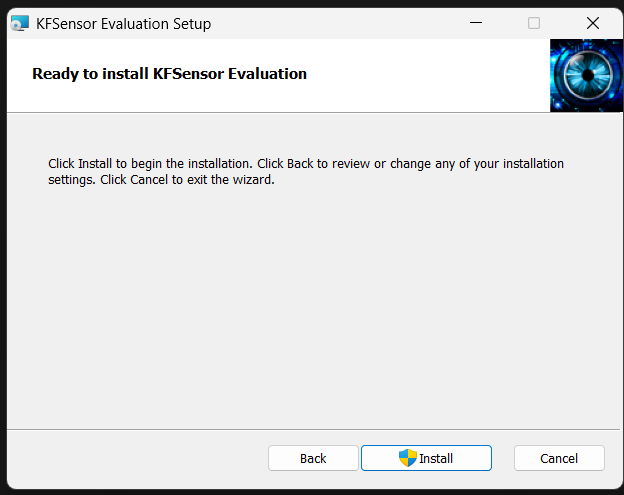 KFSensor Evaluation Setup
Ready to install KFSensor Evaluation
Click Install to begin the installation. Click Back to review or change any of your installation
settings. Click Cancel to exit the wizard.
Back
Install
Cancel